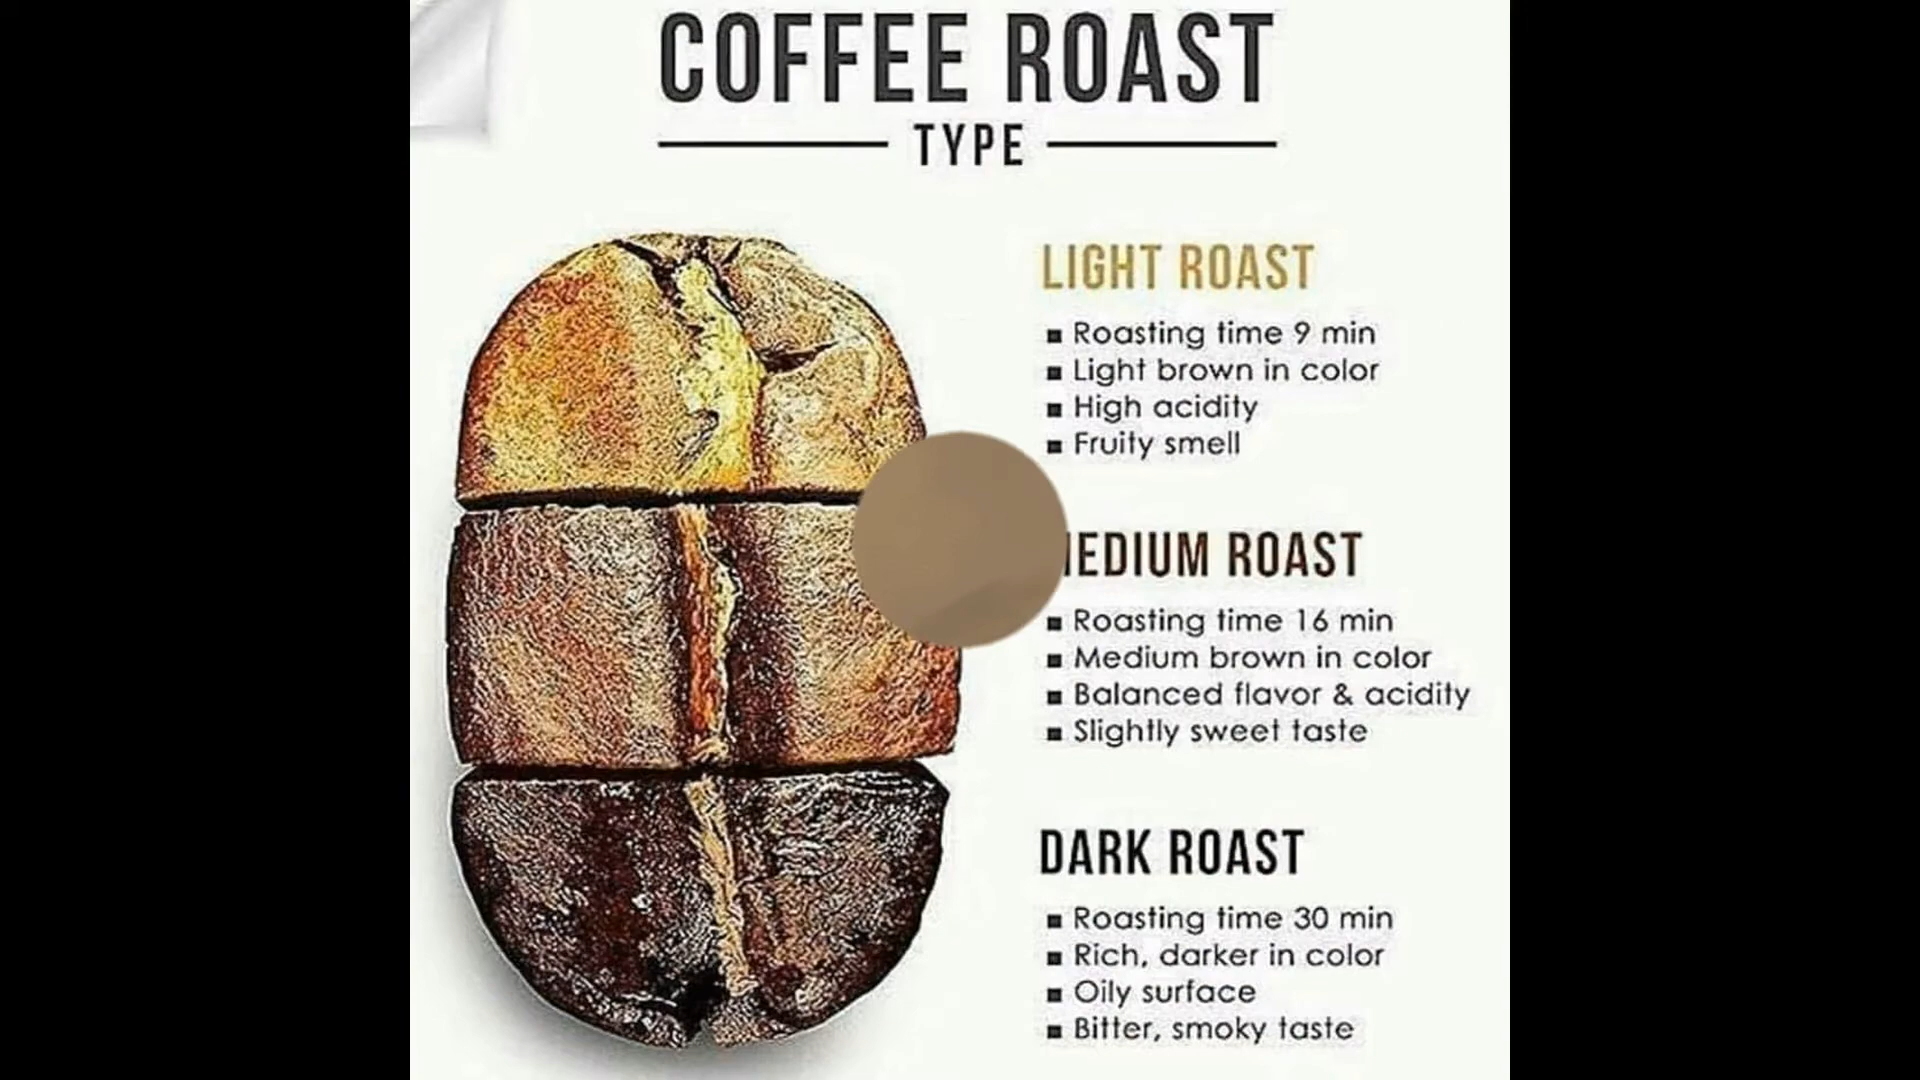 COFFEE ROAST
TYPE
LIGHT ROAST
▪ Roasting time 9 min
▪ Light brown in color
▪ High acidity
▪ Fruity smell
EDIUM ROAST
▪ Roasting time 16 min
▪ Medium brown in color
▪ Balanced flavor & acidity
▪ Slightly sweet taste
DARK ROAST
▪ Roasting time 30 min
▪ Rich, darker in color
▪ Oily surface
▪ Bitter, smoky taste